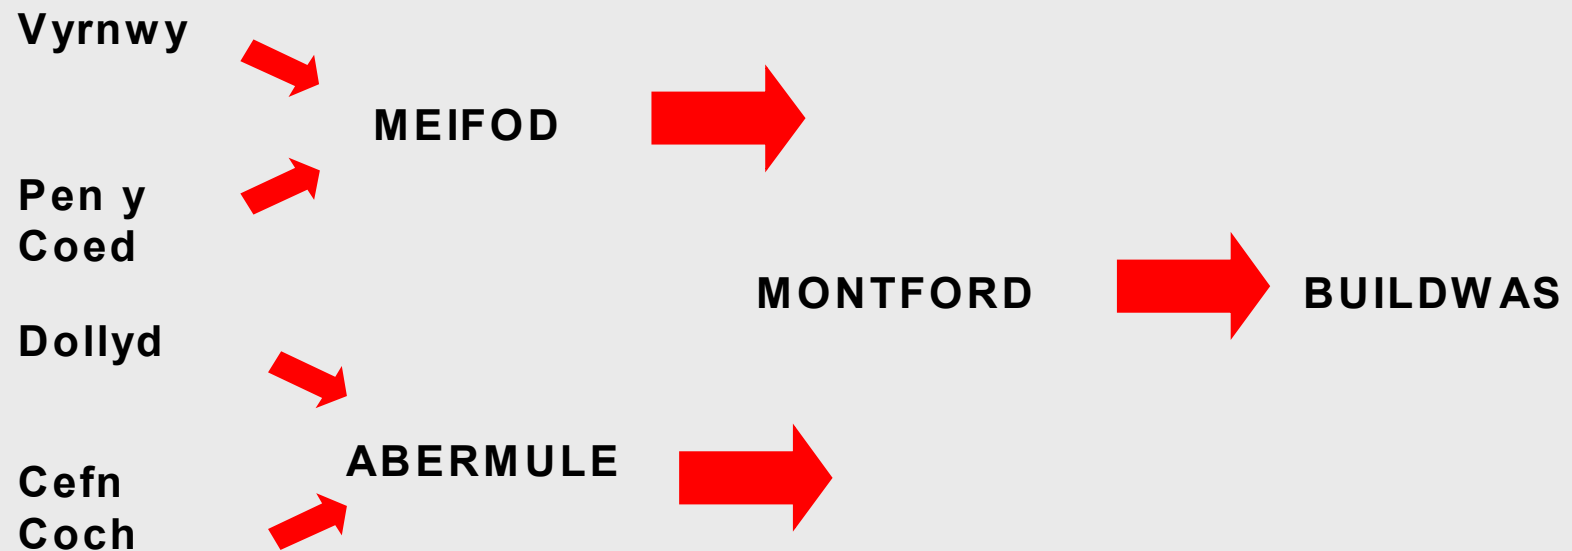 Vyrnwy
MEIFOD
Pen y
Coed
MONTFORD
BUILDWAS
Dollyd
ABERMULE
Cefn
Coch